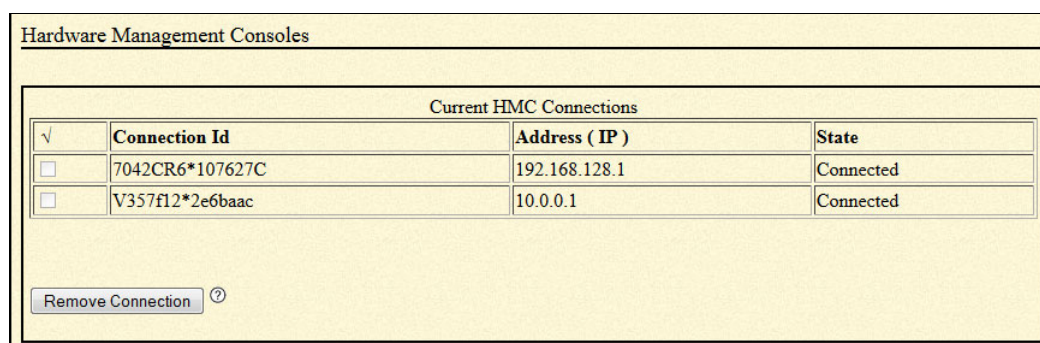 Hardware Management Consoles
Current HMC Connections
√ Connection Id Address ( IP ) State
7042CR6*107627C 192.168.128.1 Connected
V357f12*2e6baac 10.0.0.1 Connected
Remove Connection ?